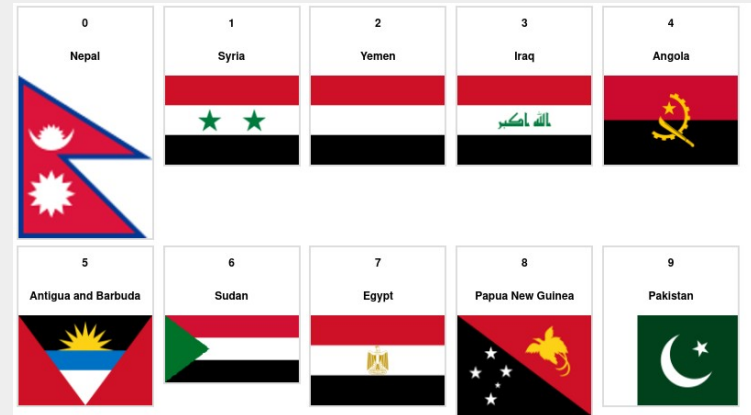 0
Nepal
1
Syria
2
Yemen
3
Iraq
الله اكبر
4
Angola
5
Antigua and Barbuda
6
Sudan
7
Egypt
8
Papua New Guinea
9
Pakistan